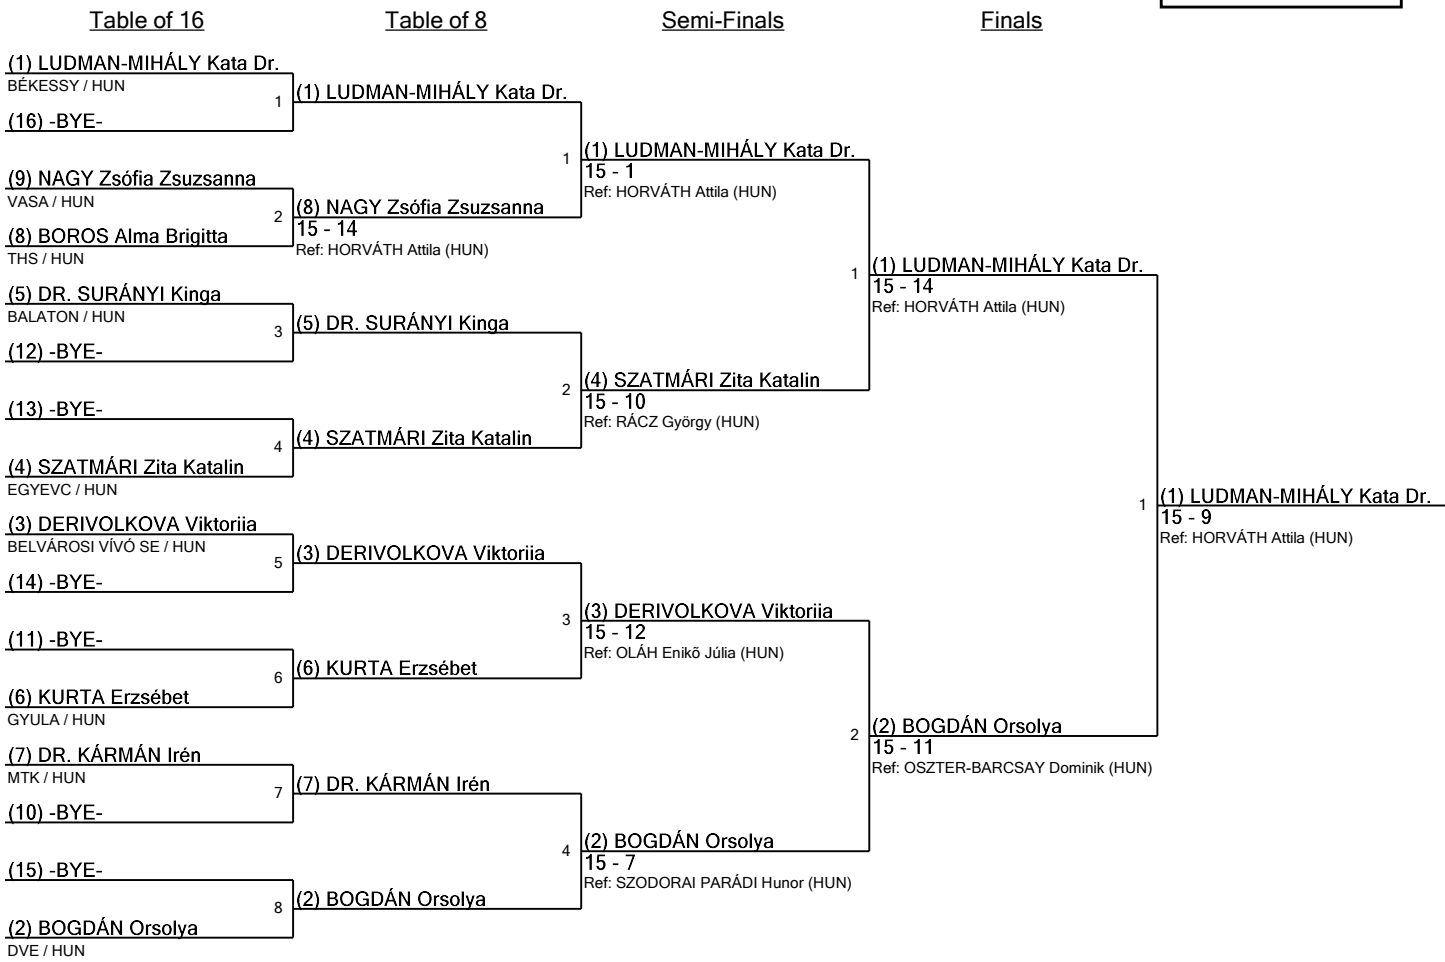 Table of 16
Table of 8
Semi-Finals
Finals
(1) LUDMAN-MIHÁLY Kata Dr.
BÉKESSY / HUN
1
(16) -BYE-
(9) NAGY Zsófia Zsuzsanna
VASA / HUN
2
(8) BOROS Alma Brigitta
THS / HUN
(5) DR. SURÁNYI Kinga
BALATON / HUN
3
(12) -BYE-
(13) -BYE-
4
(4) SZATMÁRI Zita Katalin
EGYEVC / HUN
(3) DERIVOLKOVA Viktoriia
BELVÁROSI VÍVÓ SE / HUN
5
(14) -BYE-
(11) -BYE-
6
(6) KURTA Erzsébet
GYULA / HUN
(7) DR. KÁRMÁN Irén
MTK / HUN
7
(10) -BYE-
(15) -BYE-
8
(2) BOGDÁN Orsolya
DVE / HUN
(1) LUDMAN-MIHÁLY Kata Dr.
1
(8) NAGY Zsófia Zsuzsanna
15 - 14
Ref: HORVÁTH Attila (HUN)
(5) DR. SURÁNYI Kinga
2
(4) SZATMÁRI Zita Katalin
(3) DERIVOLKOVA Viktoriia
3
(6) KURTA Erzsébet
(7) DR. KÁRMÁN Irén
4
(2) BOGDÁN Orsolya
(1) LUDMAN-MIHÁLY Kata Dr.
15 - 1
Ref: HORVÁTH Attila (HUN)
1
(4) SZATMÁRI Zita Katalin
15 - 10
Ref: RÁCZ György (HUN)
(3) DERIVOLKOVA Viktoriia
15 - 12
Ref: OLÁH Enikõ Júlia (HUN)
2
(2) BOGDÁN Orsolya
15 - 7
Ref: SZODORAI PARÁDI Hunor (HUN)
(1) LUDMAN-MIHÁLY Kata Dr.
15 - 14
Ref: HORVÁTH Attila (HUN)
1
(2) BOGDÁN Orsolya
15 - 11
Ref: OSZTER-BARCSAY Dominik (HUN)
(1) LUDMAN-MIHÁLY Kata Dr.
15 - 9
Ref: HORVÁTH Attila (HUN)